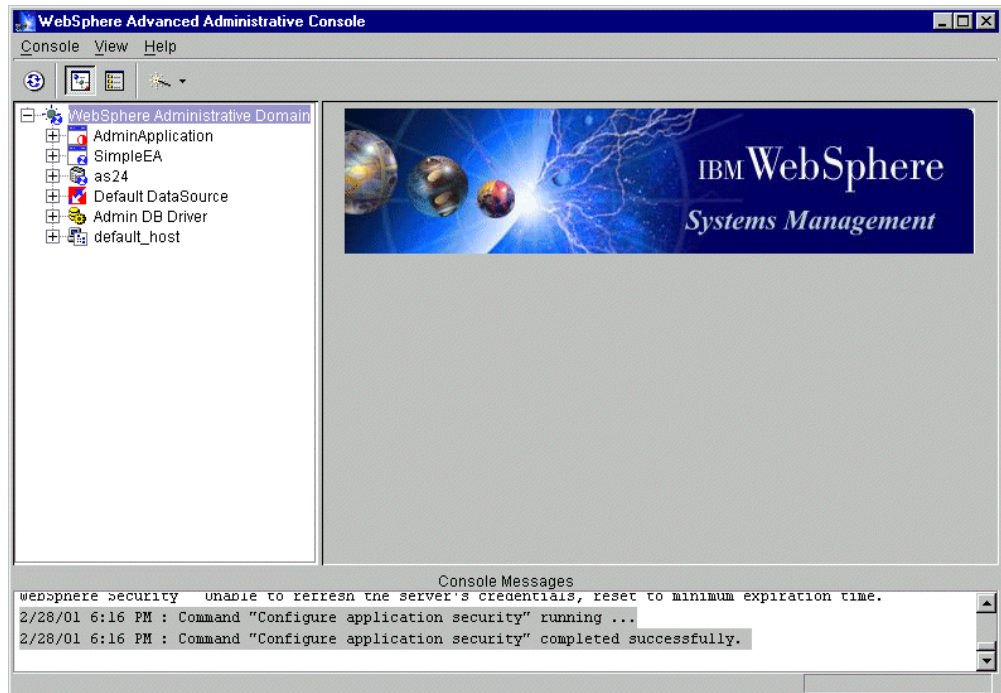 WebSphere Advanced Administrative Console
Console View Help
WebSphere Administrative Domain
AdminApplication
SimpleEA
as24
Default DataSource
Admin DB Driver
default_host
IBM WebSphere
Systems Management
Console Messages
WebSphere Security Unable to refresh the server's credentials, reset to minimum expiration time.
2/28/01 6:16 PM : Command "Configure application security" running ...
2/28/01 6:16 PM : Command "Configure application security" completed successfully.